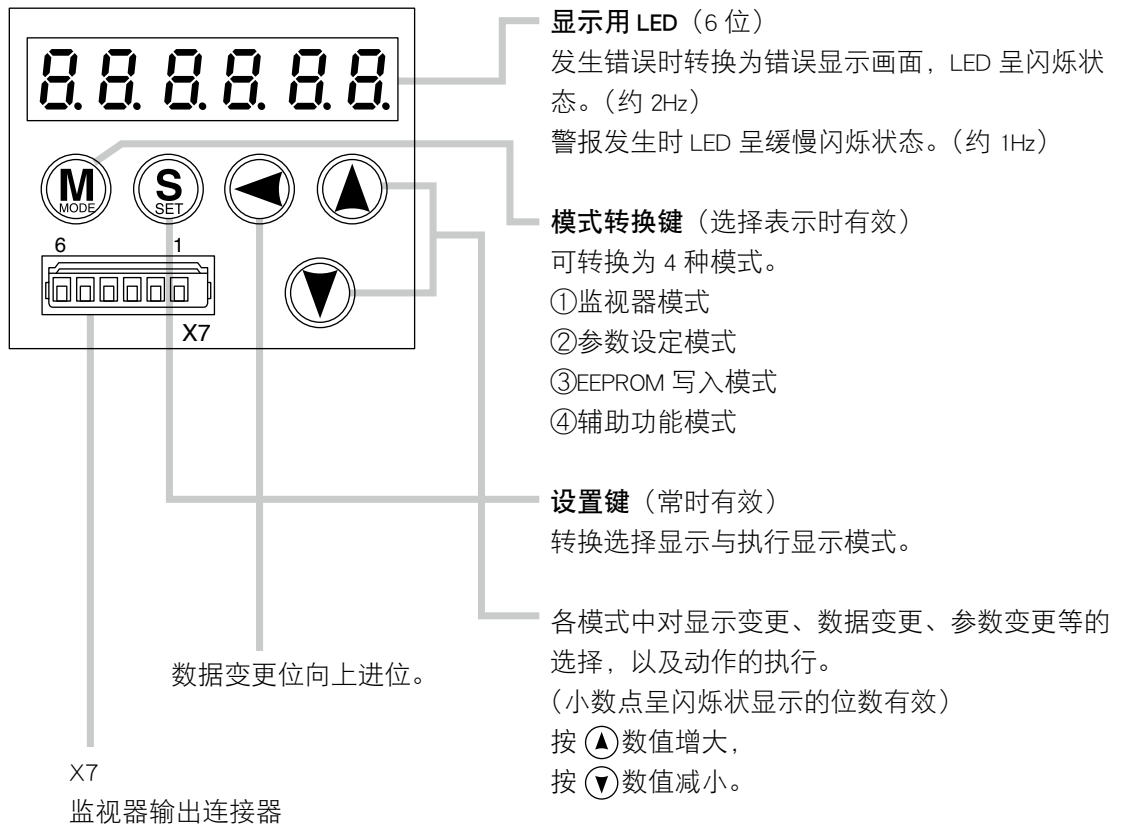 显示用 LED（6 位）
发生错误时转换为错误显示画面，LED 呈闪烁状
态。（约 2Hz）
警报发生时 LED 呈缓慢闪烁状态。（约 1Hz）
8.8.8.8.8.8.
M
MODE
S
SET
6
1
X7
模式转换键（选择表示时有效）
可转换为 4 种模式。
①监视器模式
②参数设定模式
③EEPROM 写入模式
④辅助功能模式
设置键（常时有效）
转换选择显示与执行显示模式。
各模式中对显示变更、数据变更、参数变更等的
选择，以及动作的执行。
（小数点呈闪烁状显示的位数有效）
按▲数值增大，
按▼数值减小。
数据变更位向上进位。
X7
监视器输出连接器